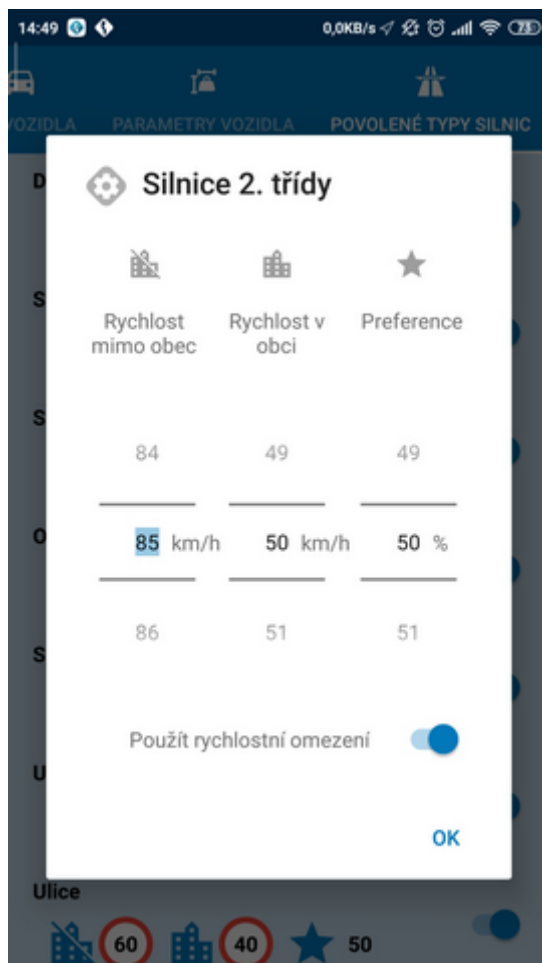 14:49 0,0KB/s 73
VOZIDLA PARAMETRY VOZIDLA POVOLENÉ TYPY SILNIC
D
Silnice 2. třídy
S
Rychlost mimo obec
Rychlost v obci
Preference
S
84 49 49
O
85 km/h 50 km/h 50 %
86 51 51
S
Použít rychlostní omezení
U
OK
Ulice
60 40 50